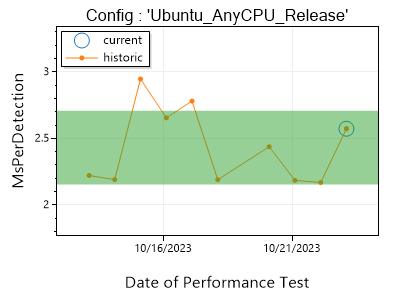 Config : 'Ubuntu_AnyCPU_Release'
current
historic
MsPerDetection
3
2.5
2
10/16/2023
10/21/2023
Date of Performance Test